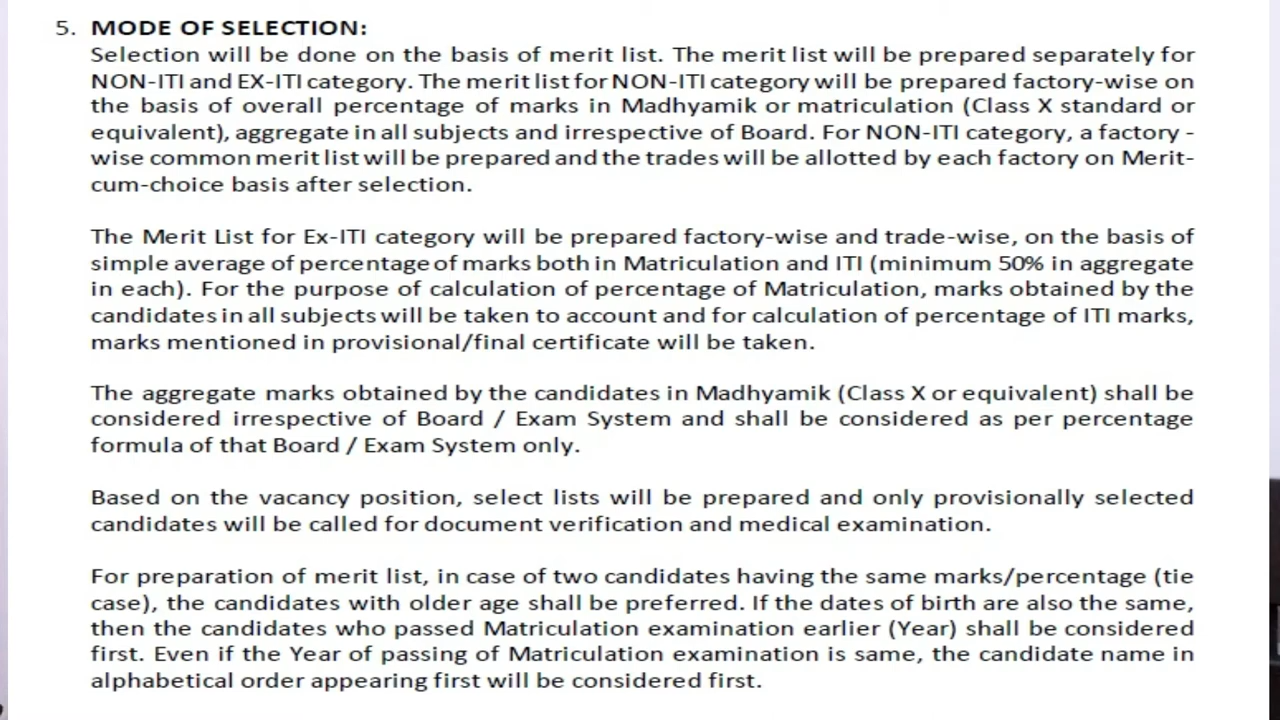 5. MODE OF SELECTION:
Selection will be done on the basis of merit list. The merit list will be prepared separately for
NON-ITI and EX-ITI category. The merit list for NON-ITI category will be prepared factory-wise on
the basis of overall percentage of marks in Madhyamik or matriculation (Class X standard or
equivalent), aggregate in all subjects and irrespective of Board. For NON-ITI category, a factory -
wise common merit list will be prepared and the trades will be allotted by each factory on Merit-
cum-choice basis after selection.
The Merit List for Ex-ITI category will be prepared factory-wise and trade-wise, on the basis of
simple average of percentage of marks both in Matriculation and ITI (minimum 50% in aggregate
in each). For the purpose of calculation of percentage of Matriculation, marks obtained by the
candidates in all subjects will be taken to account and for calculation of percentage of ITI marks,
marks mentioned in provisional/final certificate will be taken.
The aggregate marks obtained by the candidates in Madhyamik (Class X or equivalent) shall be
considered irrespective of Board / Exam System and shall be considered as per percentage
formula of that Board / Exam System only.
Based on the vacancy position, select lists will be prepared and only provisionally selected
candidates will be called for document verification and medical examination.
For preparation of merit list, in case of two candidates having the same marks/percentage (tie
case), the candidates with older age shall be preferred. If the dates of birth are also the same,
then the candidates who passed Matriculation examination earlier (Year) shall be considered
first. Even if the Year of passing of Matriculation examination is same, the candidate name in
alphabetical order appearing first will be considered first.